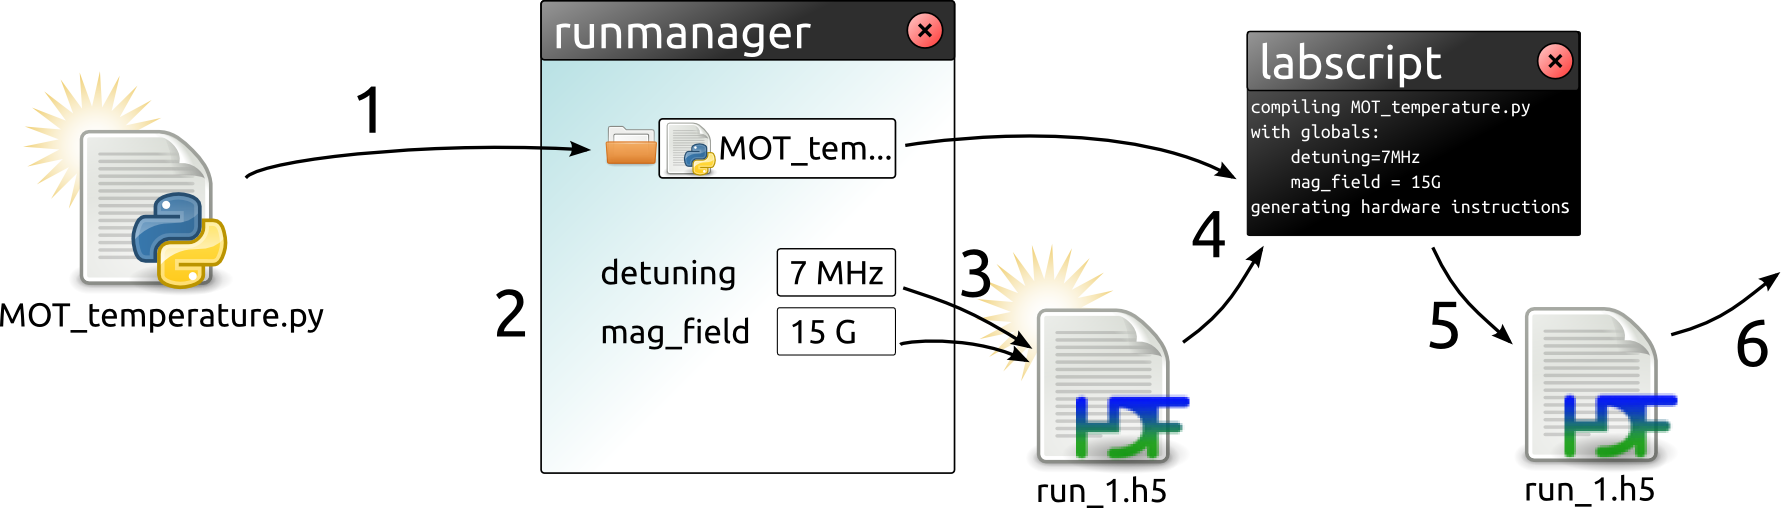 1
MOT_temperature.py
runmanager
MOT_tem...
2
detuning 7 MHz
mag_field 15 G
3
HDF
run_1.h5
4
labscript
compiling MOT_temperature.py
with globals:
detuning=7MHz
mag_field = 15G
generating hardware instructions
5
HDF
run_1.h5
6